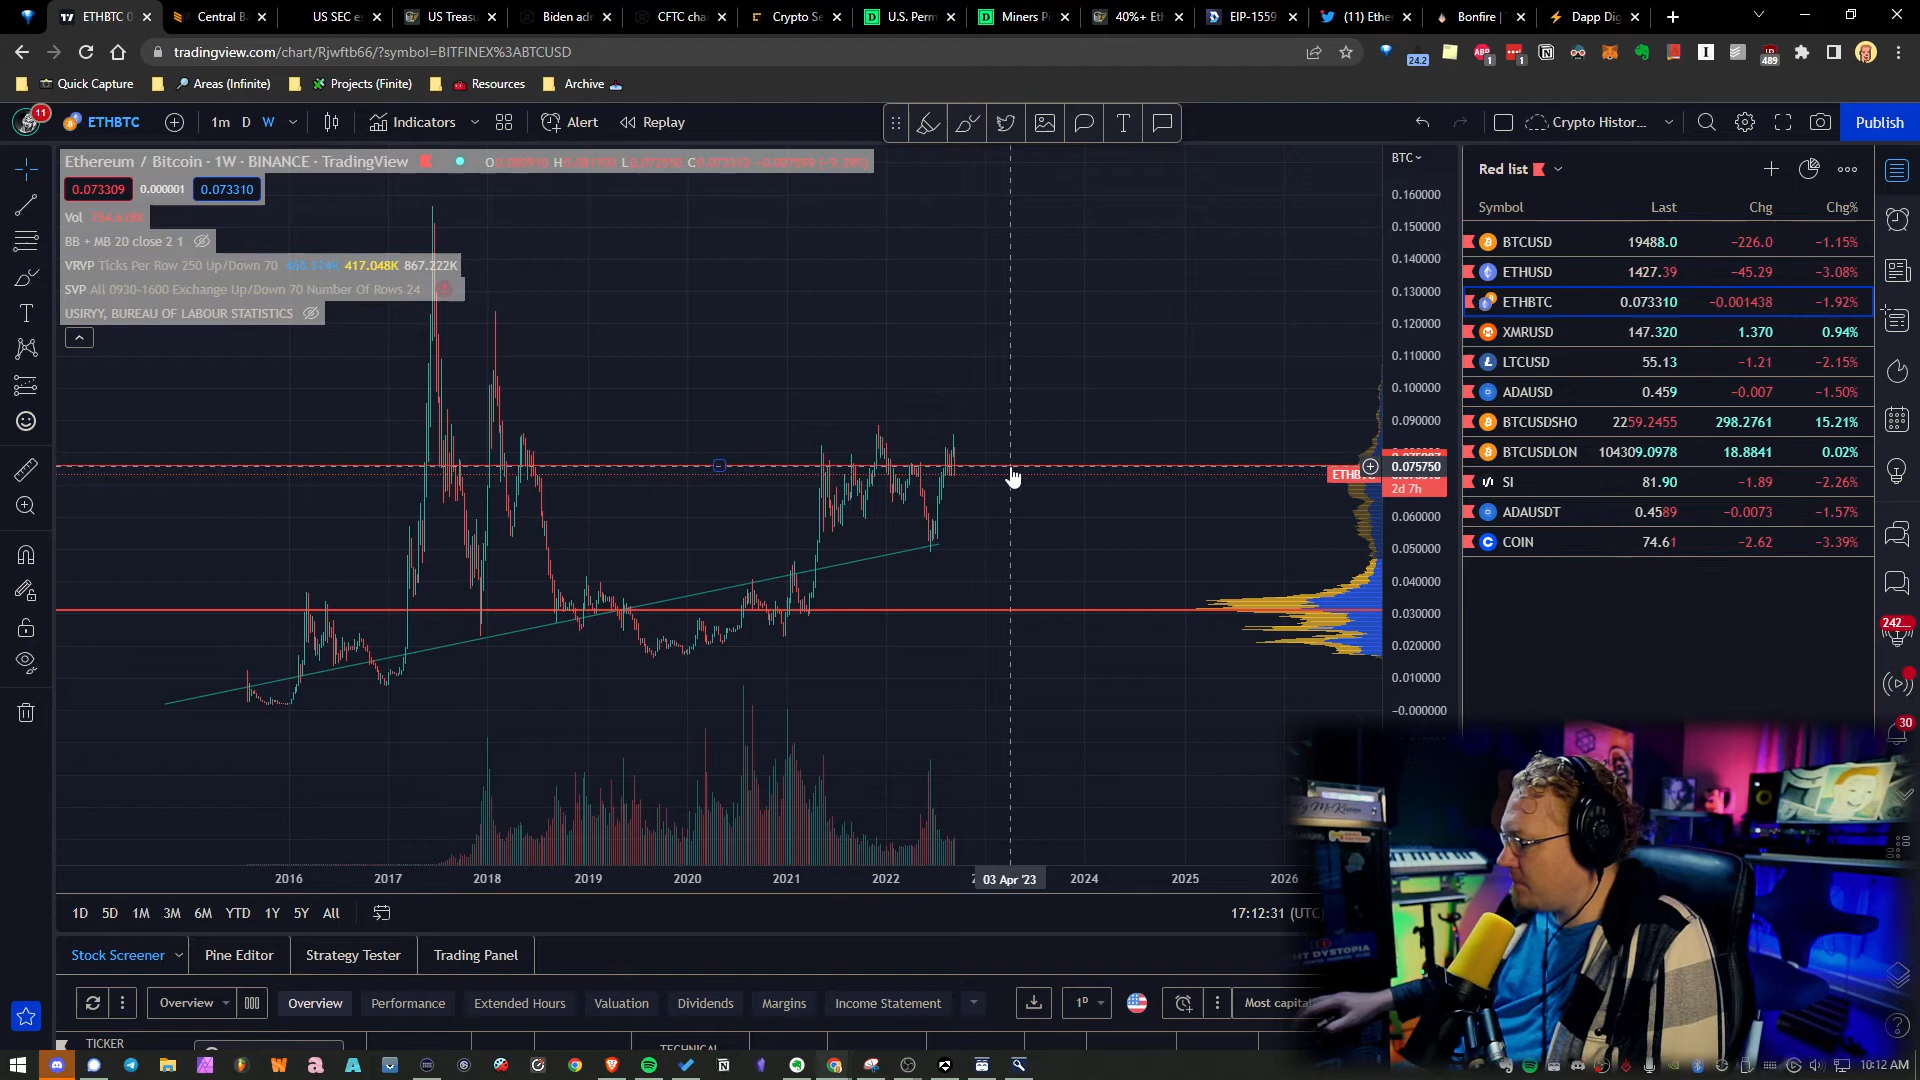 ETHBTC 0
Central B
US SEC e
US Treasu
Biden ad
CFTC cha
Crypto Se
U.S. Perm
Miners P
40%+ Eth
EIP-1559
(11) Ethe
Bonfire |
Dapp Dig
tradingview.com/chart/Rjwftb66/?symbol=BITFINEX%3ABTCUSD
24.2
1
1
489
Quick Capture
Areas (Infinite)
Projects (Finite)
Resources
Archive
11
ETHBTC
1m D W
Indicators
Alert
Replay
Crypto Histor...
Publish
Ethereum / Bitcoin · 1W · BINANCE · TradingView
0.073309 0.000001 0.073310
Vol
BB + MB 20 close 2 1
VRVP Ticks Per Row 250 Up/Down 70 417.048K 867.222K
SVP All 0930-1600 Exchange Up/Down 70 Number Of Rows 24
USIRYY, BUREAU OF LABOUR STATISTICS
BTC
0.160000
0.150000
0.140000
0.130000
0.120000
0.110000
0.100000
0.090000
0.075750
2d 7h
0.060000
0.050000
0.040000
0.030000
0.020000
0.010000
−0.000000
Red list
Symbol Last Chg Chg%
BTCUSD 19488.0 −226.0 −1.15%
ETHUSD 1427.39 −45.29 −3.08%
ETHBTC 0.073310 −0.001438 −1.92%
XMRUSD 147.320 1.370 0.94%
LTCUSD 55.13 −1.21 −2.15%
ADAUSD 0.459 −0.007 −1.50%
BTCUSDSHO 2259.2455 298.2761 15.21%
BTCUSDLON 104309.0978 18.8841 0.02%
SI 81.90 −1.89 −2.26%
ADAUSDT 0.4589 −0.0073 −1.57%
COIN 74.61 −2.62 −3.39%
242
30
2016 2017 2018 2019 2020 2021 2022 03 Apr '23 2024 2025 2026
1D 5D 1M 3M 6M YTD 1Y 5Y All
17:12:31 (UTC)
Stock Screener
Pine Editor
Strategy Tester
Trading Panel
Overview
Overview
Performance
Extended Hours
Valuation
Dividends
Margins
Income Statement
1D
Most capital
TICKER
TECHNICAL
10:12 AM